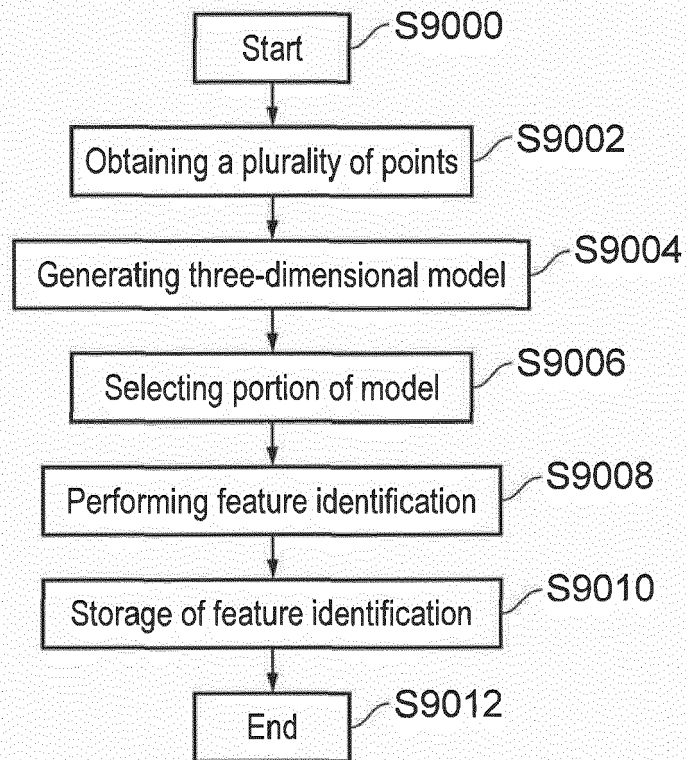 Start
S9000
Obtaining a plurality of points
S9002
Generating three-dimensional model
S9004
Selecting portion of model
S9006
Performing feature identification
S9008
Storage of feature identification
S9010
End
S9012